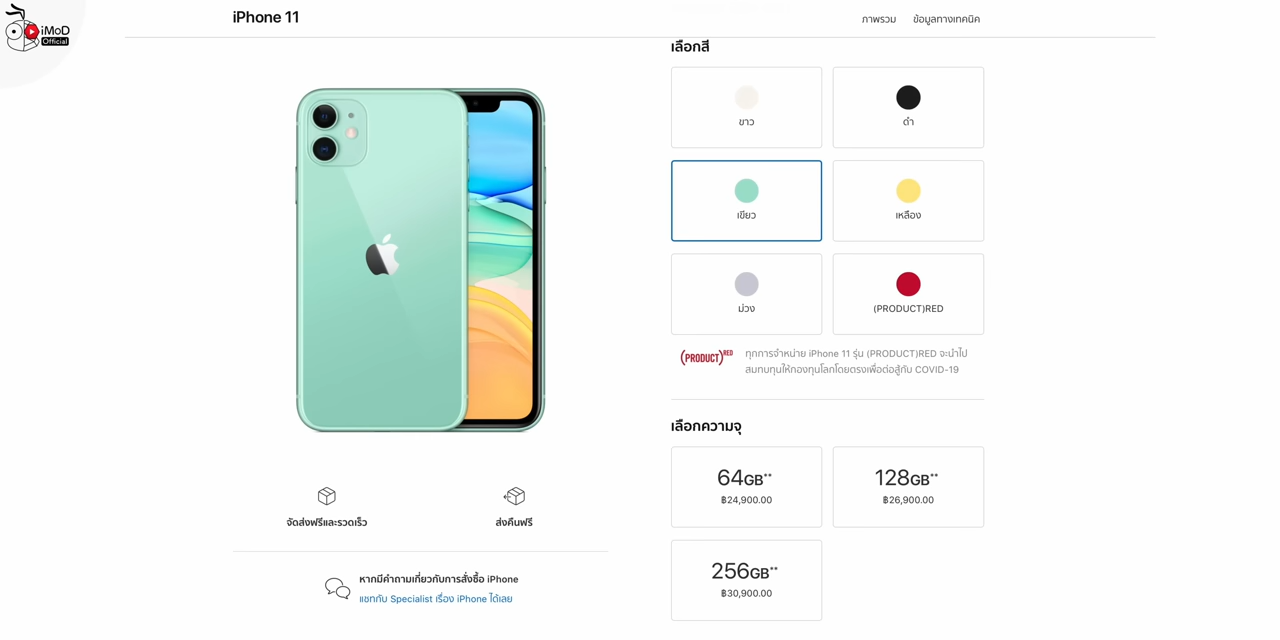 iMoD
Official
iPhone 11
ภาพรวม
ข้อมูลทางเทคนิค
เลือกสี
ขาว
ดำ
เขียว
เหลือง
ม่วง
(PRODUCT)RED
(PRODUCT)RED
ทุกการจำหน่าย iPhone 11 รุ่น (PRODUCT)RED จะนำไป
สมทบทุนให้กองทุนโลกโดยตรงเพื่อต่อสู้กับ COVID-19
เลือกความจุ
64GB**
฿24,900.00
128GB**
฿26,900.00
256GB**
฿30,900.00
จัดส่งฟรีและรวดเร็ว
ส่งคืนฟรี
หากมีคำถามเกี่ยวกับการสั่งซื้อ iPhone
แชทกับ Specialist เรื่อง iPhone ได้เลย